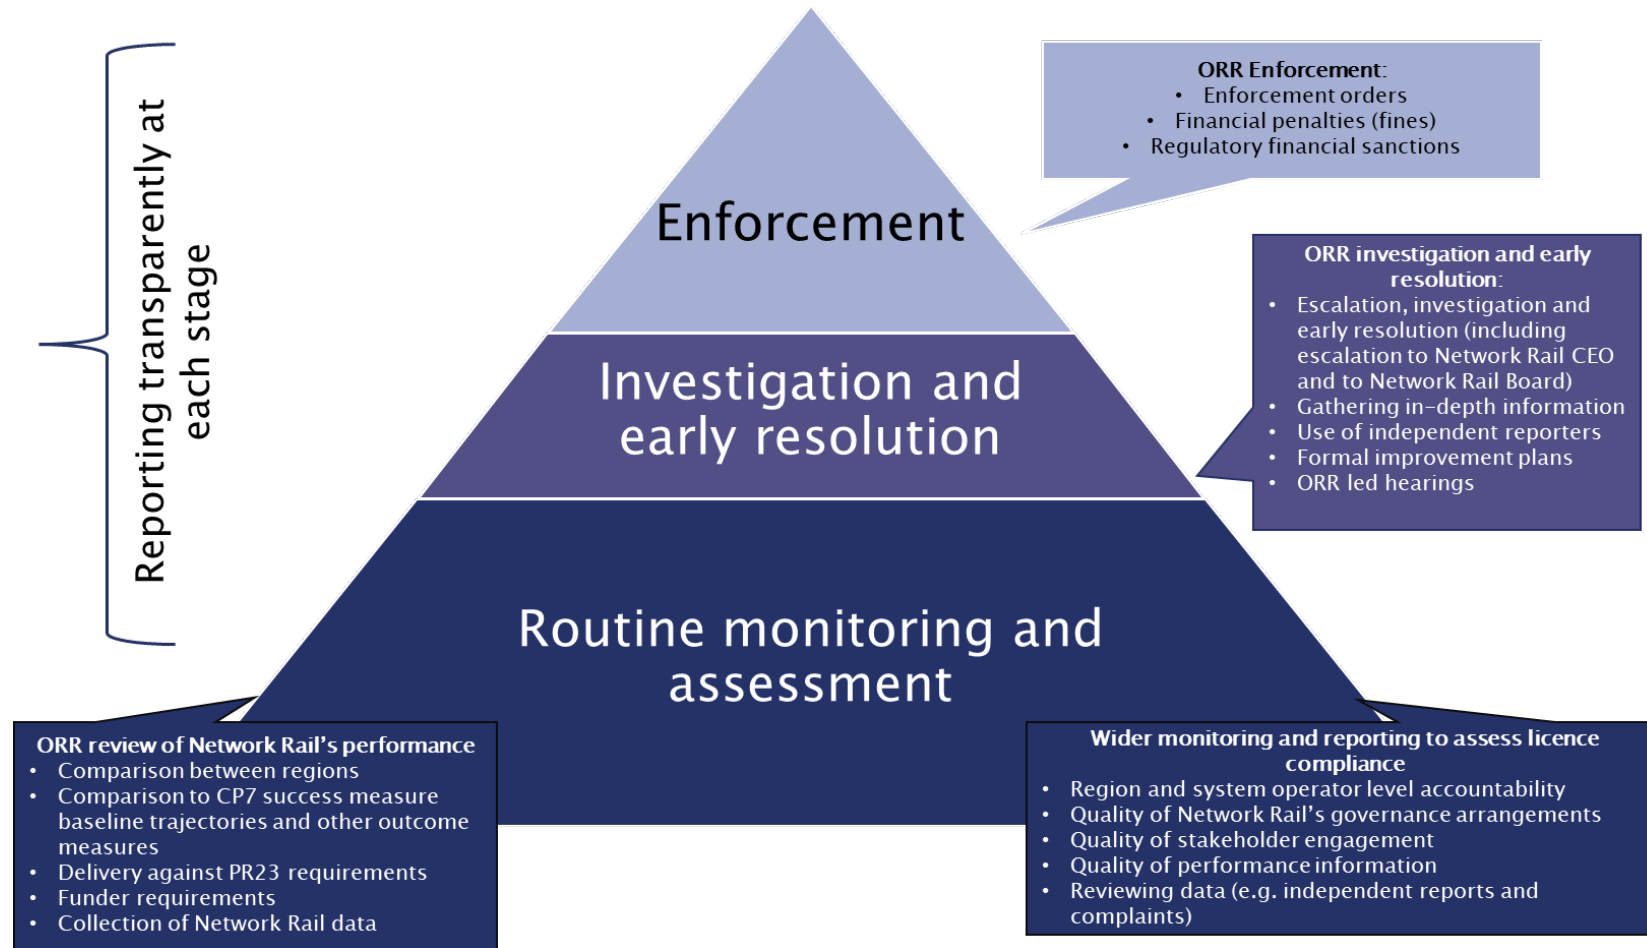 Reporting transparently at
each stage
Enforcement
Investigation and
early resolution
Routine monitoring and
assessment
ORR Enforcement:
• Enforcement orders
• Financial penalties (fines)
• Regulatory financial sanctions
ORR investigation and early
resolution:
• Escalation, investigation and
early resolution (including
escalation to Network Rail CEO
and to Network Rail Board)
• Gathering in-depth information
• Use of independent reporters
• Formal improvement plans
• ORR led hearings
ORR review of Network Rail's performance
• Comparison between regions
• Comparison to CP7 success measure
baseline trajectories and other outcome
measures
• Delivery against PR23 requirements
• Funder requirements
• Collection of Network Rail data
Wider monitoring and reporting to assess licence
compliance
• Region and system operator level accountability
• Quality of Network Rail's governance arrangements
• Quality of stakeholder engagement
• Quality of performance information
• Reviewing data (e.g. independent reports and
complaints)